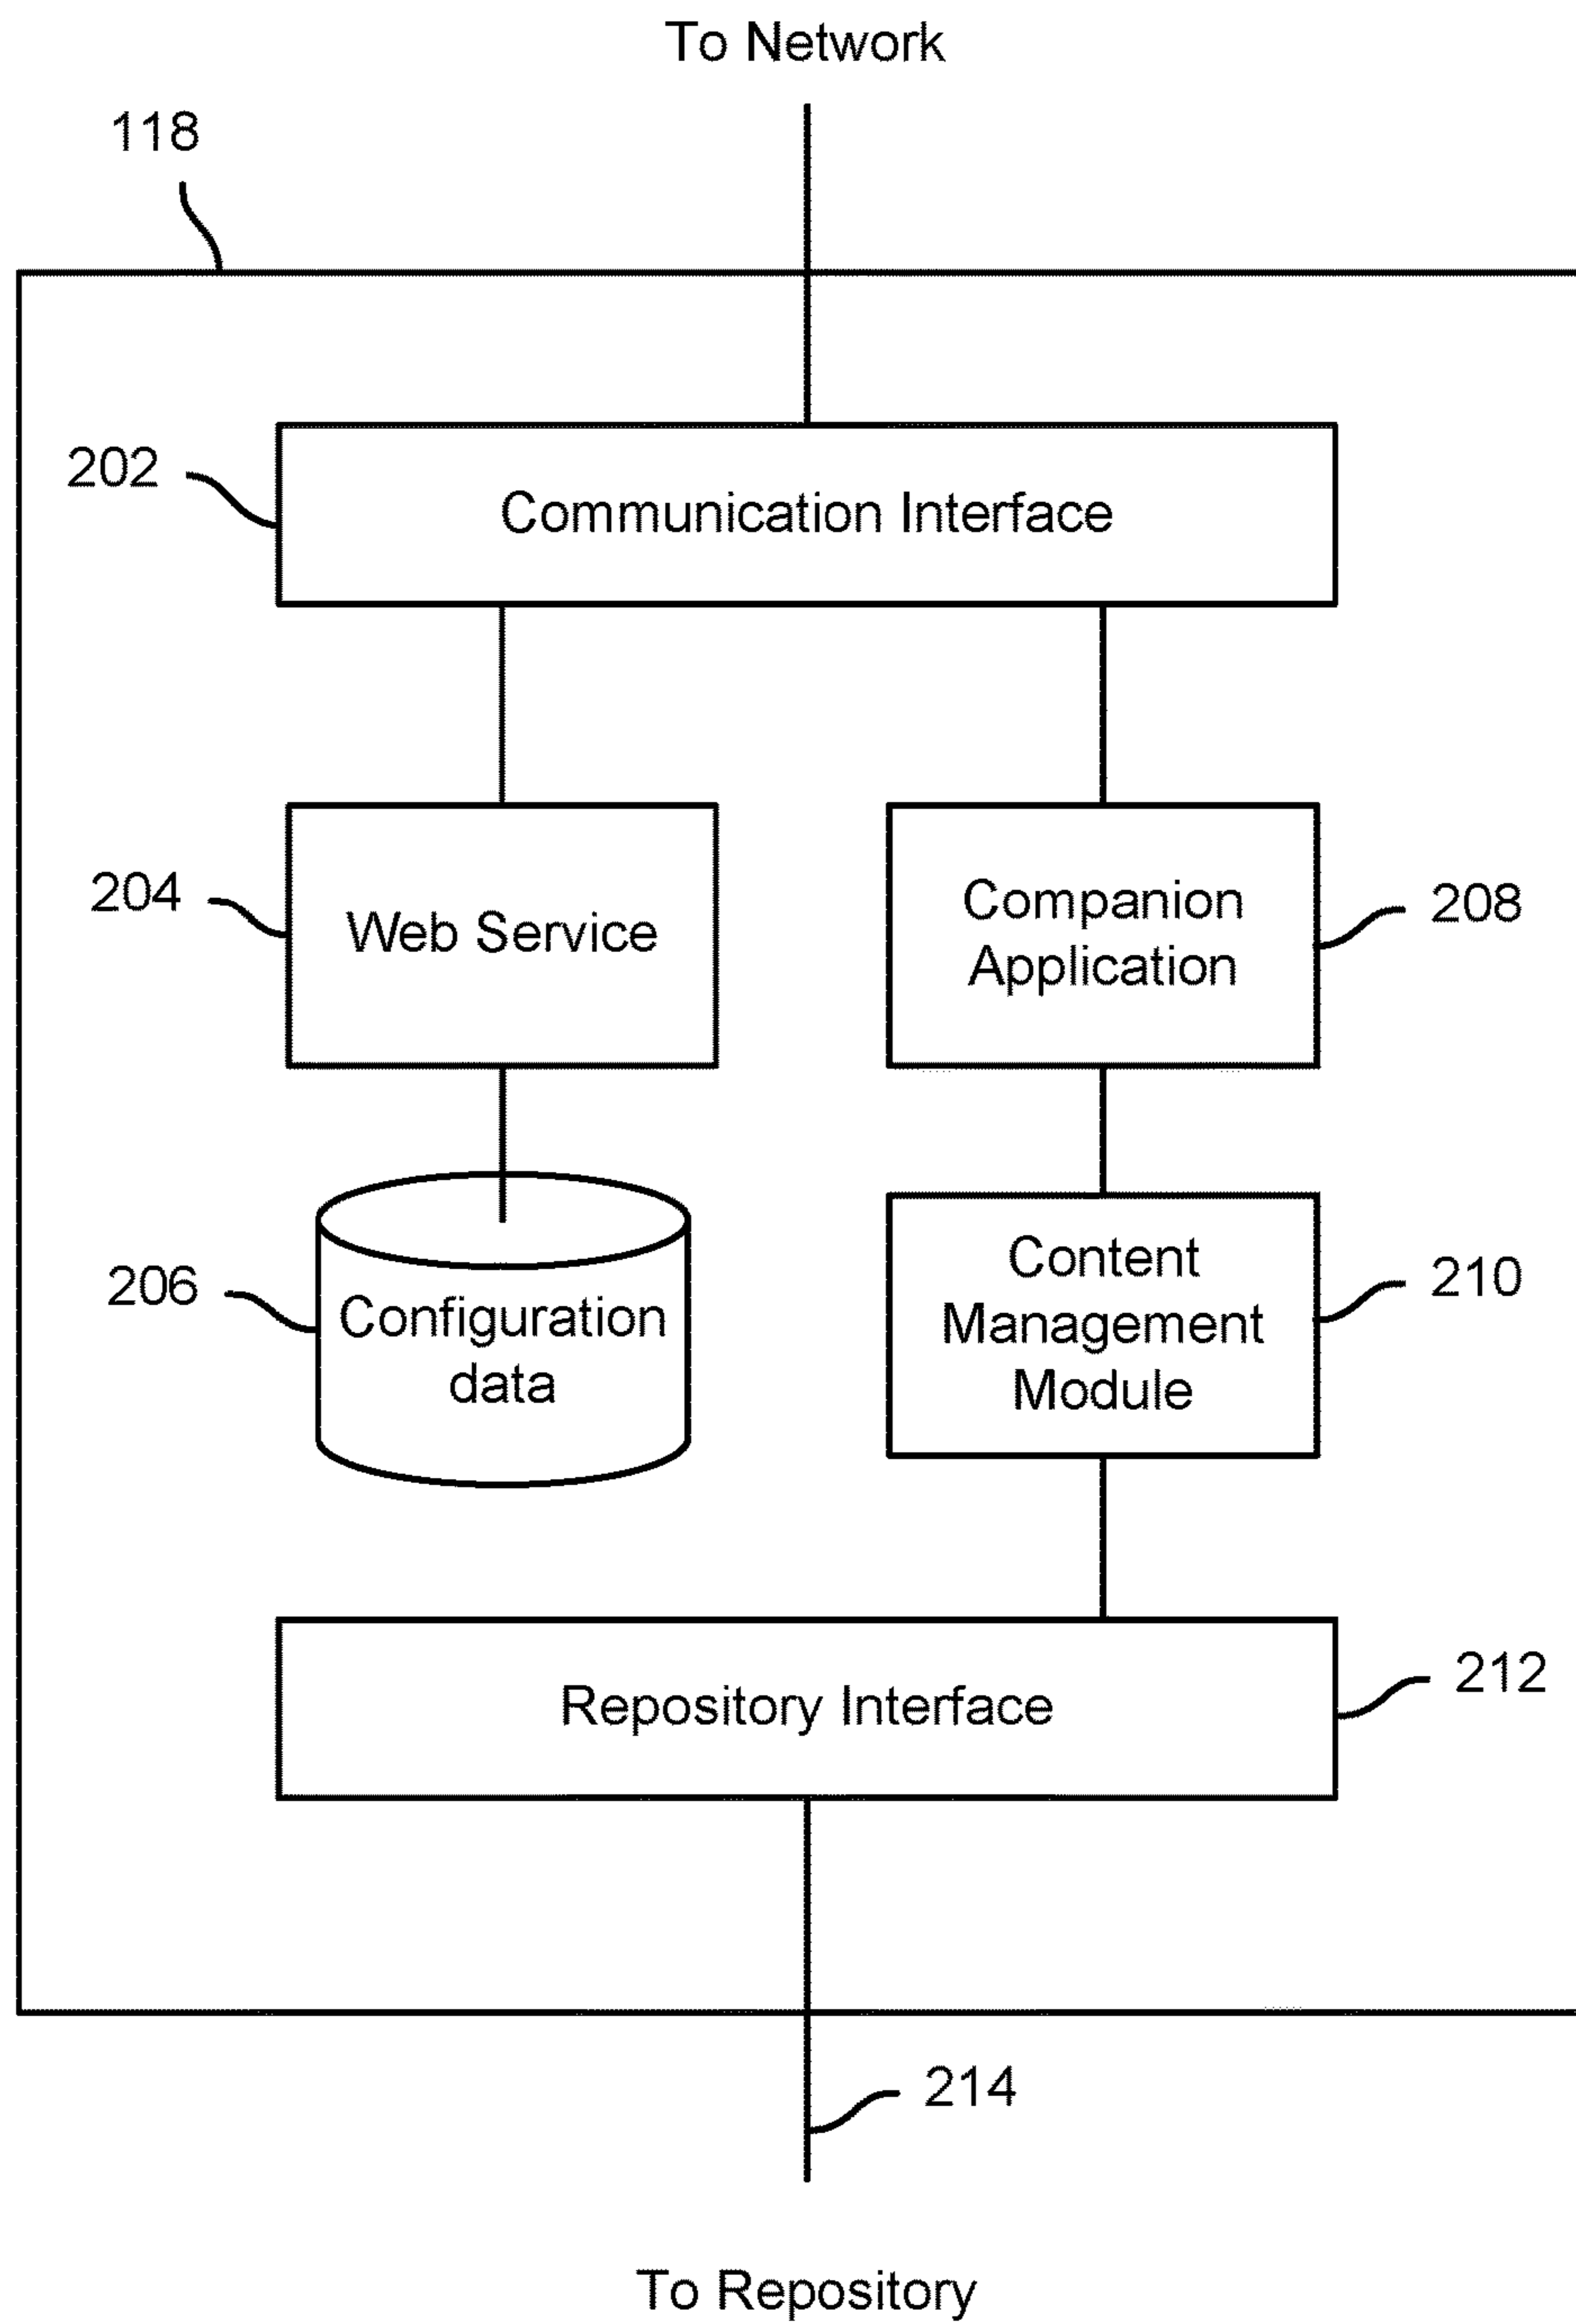 To Network
118
202
Communication Interface
204
Web Service
Companion
Application
208
206
Configuration
data
Content
Management
Module
210
Repository Interface
212
214
To Repository